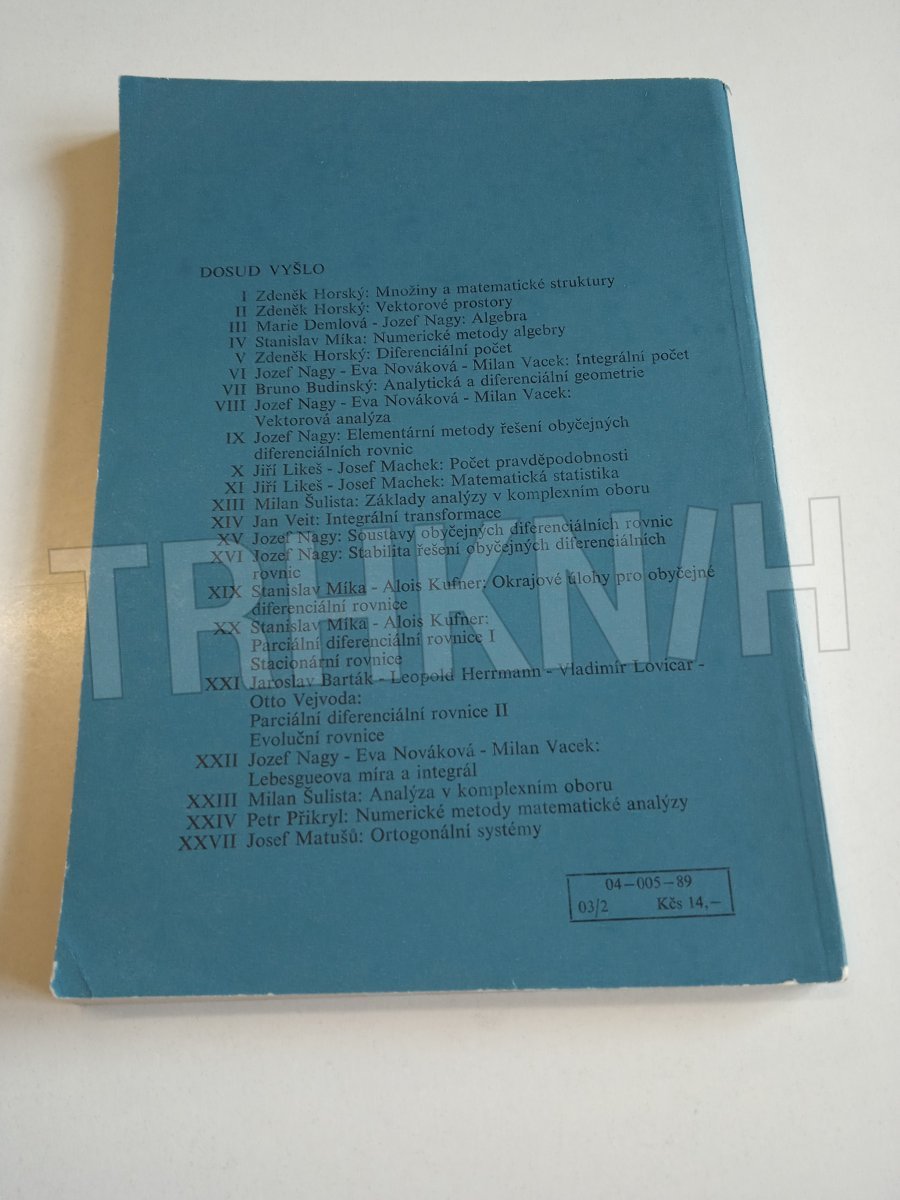 DOSUD VYŠLO
I Zdeněk Horský: Množiny a matematické struktury
II Zdeněk Horský: Vektorové prostory
III Marie Demlová - Jozef Nagy: Algebra
IV Stanislav Míka: Numerické metody algebry
V Zdeněk Horský: Diferenciální počet
VI Jozef Nagy - Eva Nováková - Milan Vacek: Integrální počet
VII Bruno Budinský: Analytická a diferenciální geometrie
VIII Jozef Nagy - Eva Nováková - Milan Vacek:
Vektorová analýza
IX Jozef Nagy: Elementární metody řešení obyčejných
diferenciálních rovnic
X Jiří Likeš - Josef Machek: Počet pravděpodobnosti
XI Jiří Likeš - Josef Machek: Matematická statistika
XIII Milan Šulista: Základy analýzy v komplexním oboru
XIV Jan Veit: Integrální transformace
XV Jozef Nagy: Soustavy obyčejných diferenciálních rovnic
XVI Jozef Nagy: Stabilita řešení obyčejných diferenciálních
rovnic
XIX Stanislav Míka - Alois Kufner: Okrajové úlohy pro obyčejné
diferenciální rovnice
XX Stanislav Míka - Alois Kufner:
Parciální diferenciální rovnice I
Stacionární rovnice
XXI Jaroslav Barták - Leopold Herrmann - Vladimír Lovicar -
Otto Vejvoda:
Parciální diferenciální rovnice II
Evoluční rovnice
XXII Jozef Nagy - Eva Nováková - Milan Vacek:
Lebesgueova míra a integrál
XXIII Milan Šulista: Analýza v komplexním oboru
XXIV Petr Přikryl: Numerické metody matematické analýzy
XXVII Josef Matušů: Ortogonální systémy
04-005-89
03/2 Kčs 14,-
TRUKN/H